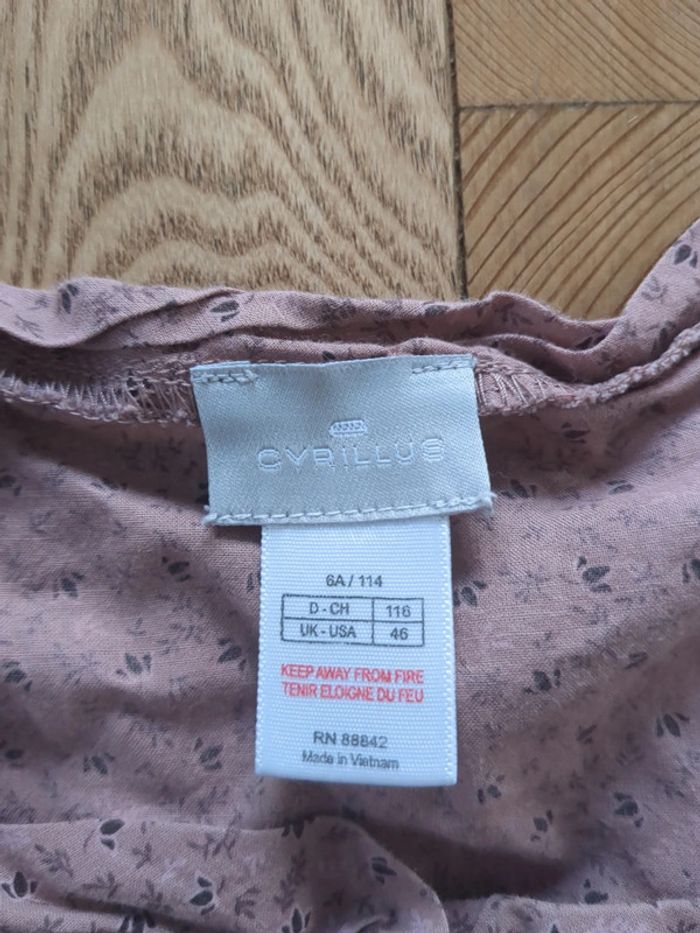 CYRILLUS
6A / 114
D - CH 116
UK - USA 46
KEEP AWAY FROM FIRE
TENIR ELOIGNE DU FEU
RN 88842
Made in Vietnam